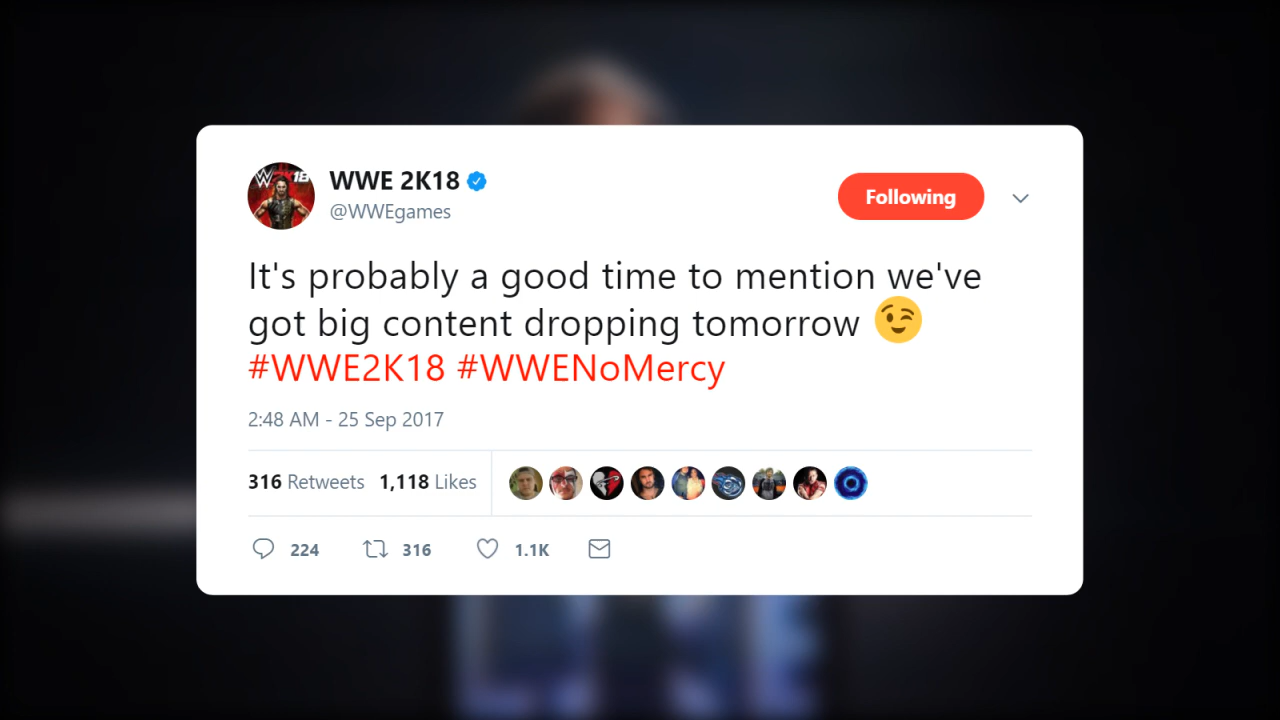 WWE 2K18
@WWEgames
Following
It's probably a good time to mention we've
got big content dropping tomorrow 😉
#WWE2K18 #WWENoMercy
2:48 AM - 25 Sep 2017
316 Retweets 1,118 Likes
224 316 1.1K